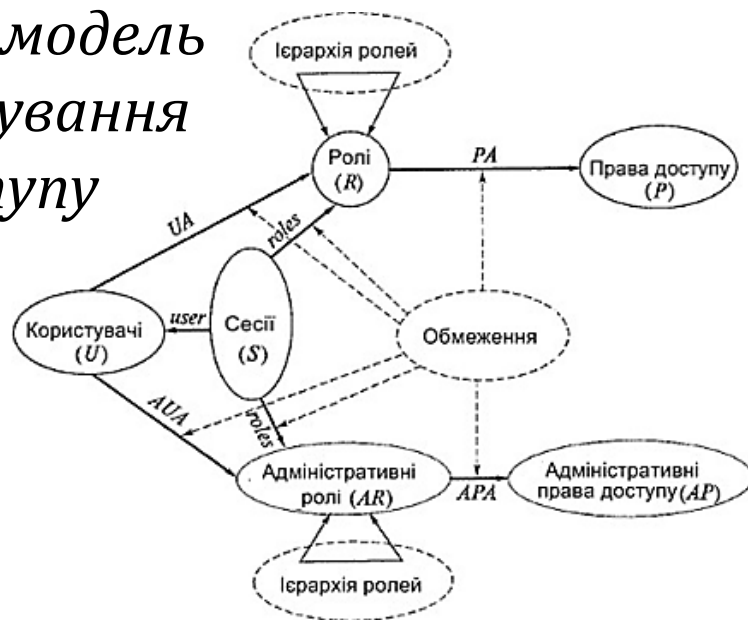 модель
ування
тупу
Ієрархія ролей
Ролі
(R)
PA
Права доступу
(P)
UA
roles
Користувачі
(U)
user
Сесії
(S)
Обмеження
AUA
roles
Адміністративні
ролі (AR)
APA
Адміністративні
права доступу (AP)
Ієрархія ролей